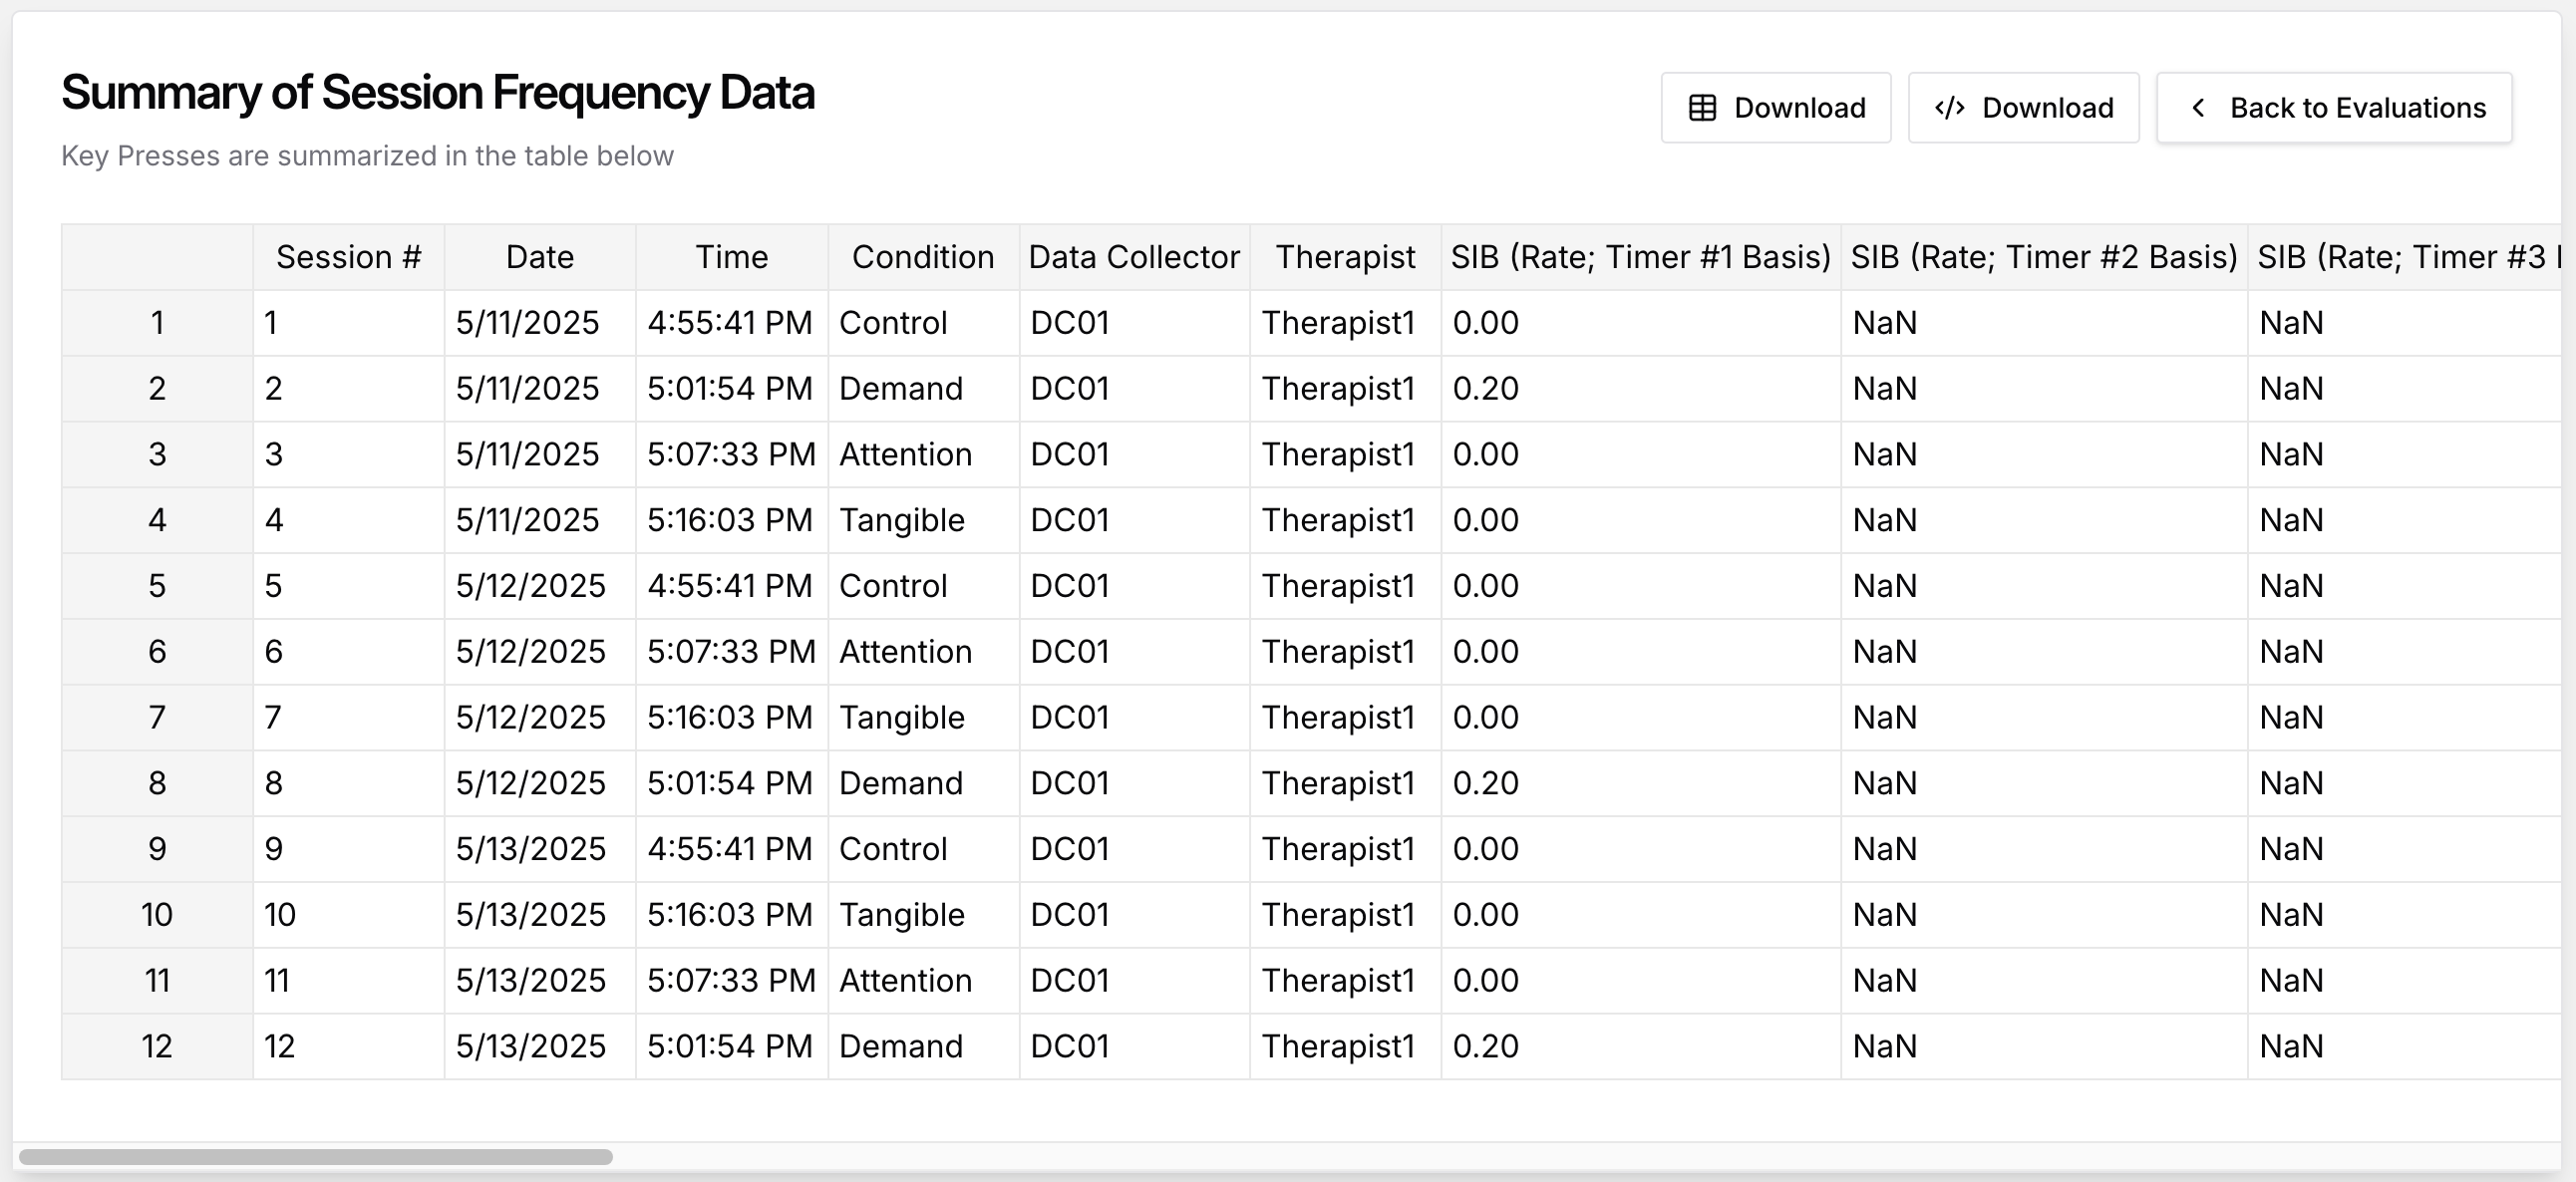 Summary of Session Frequency Data
Key Presses are summarized in the table below
Download
Download
Back to Evaluations
Session # Date Time Condition Data Collector Therapist SIB (Rate; Timer #1 Basis) SIB (Rate; Timer #2 Basis) SIB (Rate; Timer #3
1 1 5/11/2025 4:55:41 PM Control DC01 Therapist1 0.00 NaN NaN
2 2 5/11/2025 5:01:54 PM Demand DC01 Therapist1 0.20 NaN NaN
3 3 5/11/2025 5:07:33 PM Attention DC01 Therapist1 0.00 NaN NaN
4 4 5/11/2025 5:16:03 PM Tangible DC01 Therapist1 0.00 NaN NaN
5 5 5/12/2025 4:55:41 PM Control DC01 Therapist1 0.00 NaN NaN
6 6 5/12/2025 5:07:33 PM Attention DC01 Therapist1 0.00 NaN NaN
7 7 5/12/2025 5:16:03 PM Tangible DC01 Therapist1 0.00 NaN NaN
8 8 5/12/2025 5:01:54 PM Demand DC01 Therapist1 0.20 NaN NaN
9 9 5/13/2025 4:55:41 PM Control DC01 Therapist1 0.00 NaN NaN
10 10 5/13/2025 5:16:03 PM Tangible DC01 Therapist1 0.00 NaN NaN
11 11 5/13/2025 5:07:33 PM Attention DC01 Therapist1 0.00 NaN NaN
12 12 5/13/2025 5:01:54 PM Demand DC01 Therapist1 0.20 NaN NaN